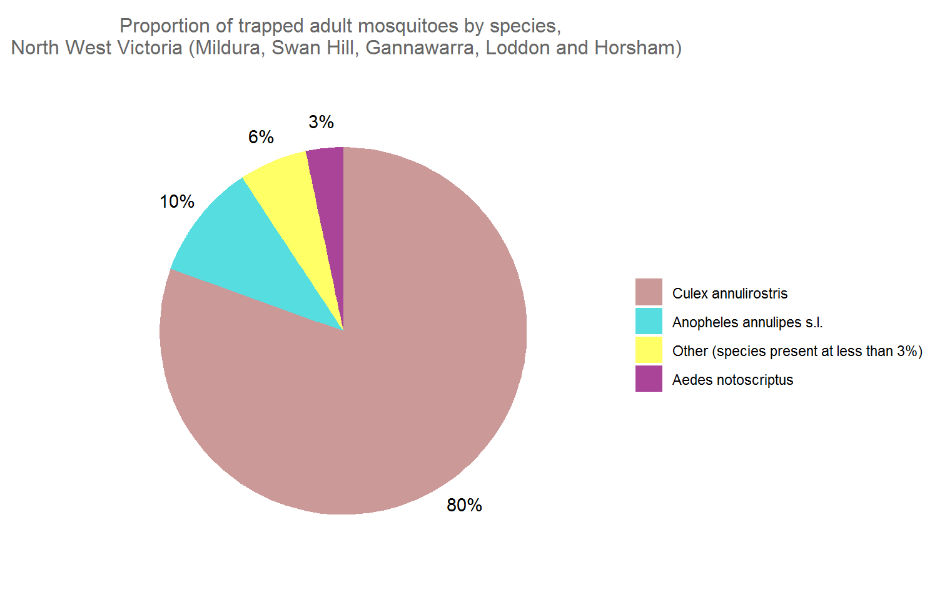 Proportion of trapped adult mosquitoes by species,
North West Victoria (Mildura, Swan Hill, Gannawarra, Loddon and Horsham)
3%
6%
10%
80%
Culex annulirostris
Anopheles annulipes s.l.
Other (species present at less than 3%)
Aedes notoscriptus